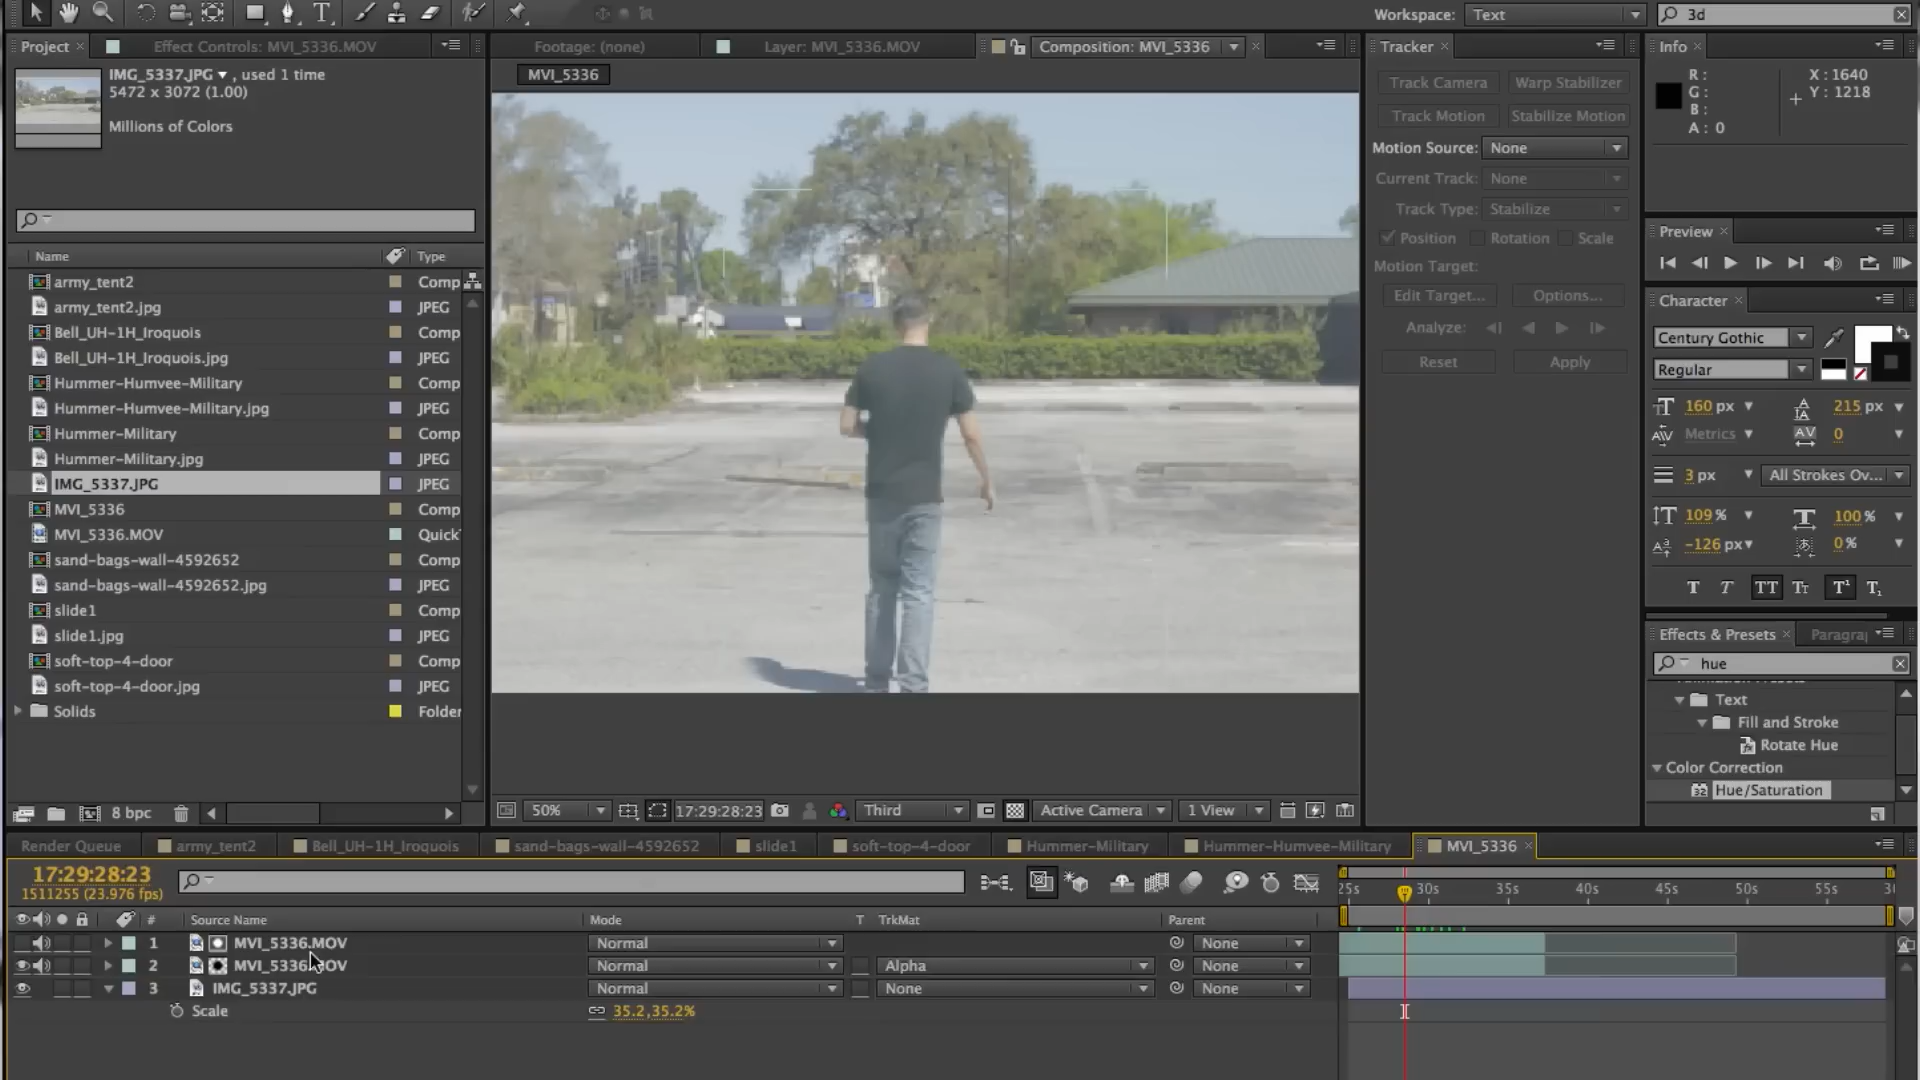 Workspace: Text 3d
Project Effect Controls: MVI_5336.MOV
IMG_5337.JPG , used 1 time
5472 x 3072 (1.00)
Millions of Colors
Name Type
army_tent2 Comp
army_tent2.jpg JPEG
Bell_UH-1H_Iroquois Comp
Bell_UH-1H_Iroquois.jpg JPEG
Hummer-Humvee-Military Comp
Hummer-Humvee-Military.jpg JPEG
Hummer-Military Comp
Hummer-Military.jpg JPEG
IMG_5337.JPG JPEG
MVI_5336 Comp
MVI_5336.MOV Quick
sand-bags-wall-4592652 Comp
sand-bags-wall-4592652.jpg JPEG
slide1 Comp
slide1.jpg JPEG
soft-top-4-door Comp
soft-top-4-door.jpg JPEG
Solids Folder
8 bpc
Footage: (none) Layer: MVI_5336.MOV Composition: MVI_5336
MVI_5336
50% 17:29:28:23 Third Active Camera 1 View
Tracker
Track Camera Warp Stabilizer
Track Motion Stabilize Motion
Motion Source: None
Current Track: None
Track Type: Stabilize
Position Rotation Scale
Motion Target:
Edit Target... Options...
Analyze:
Reset Apply
Info
R : X : 1640
G : Y : 1218
B :
A : 0
Preview
Character
Century Gothic
Regular
160 px 215 px
Metrics 0
3 px All Strokes Ov...
109 % 100 %
-126 px 0 %
T T TT Tt T¹ T₁
Effects & Presets Paragraj
hue
Text
Fill and Stroke
Rotate Hue
Color Correction
Hue/Saturation
Render Queue army_tent2 Bell_UH-1H_Iroquois sand-bags-wall-4592652 slide1 soft-top-4-door Hummer-Military Hummer-Humvee-Military MVI_5336
17:29:28:23
1511255 (23.976 fps)
25s 30s 35s 40s 45s 50s 55s
# Source Name Mode T TrkMat Parent
1 MVI_5336.MOV Normal None
2 MVI_5336.MOV Normal Alpha None
3 IMG_5337.JPG Normal None None
Scale 35.2,35.2%